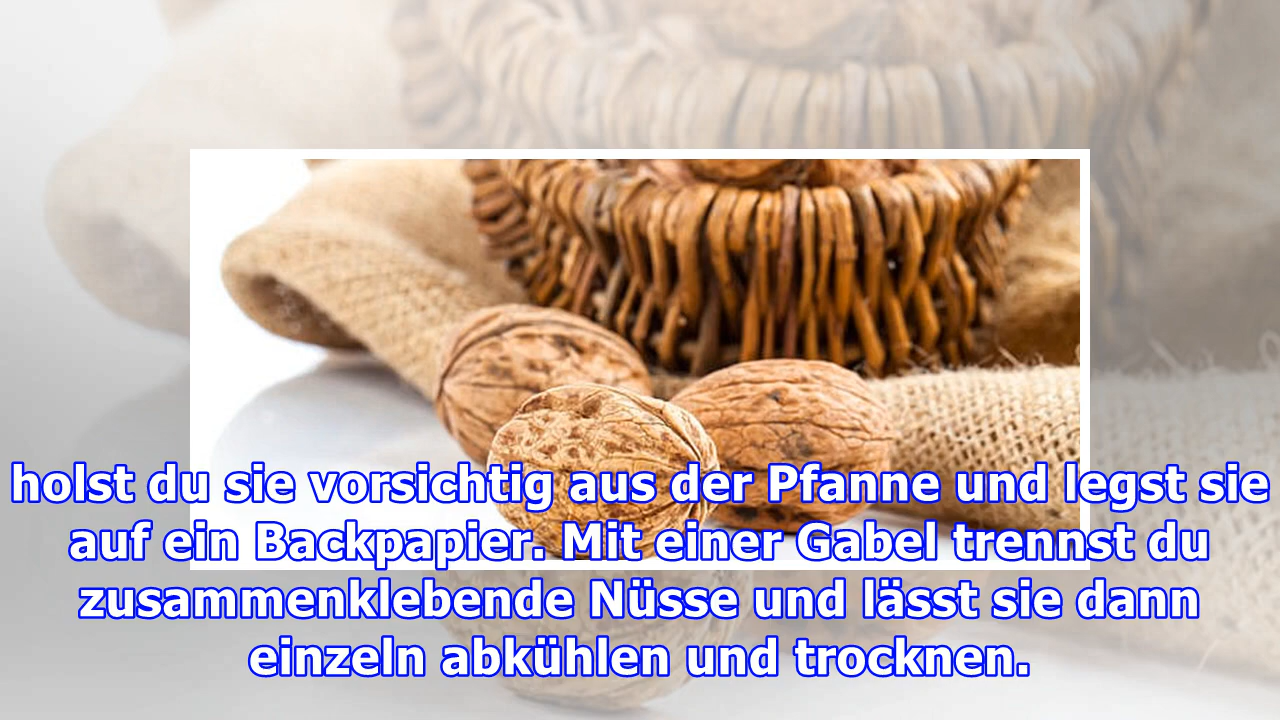 holst du sie vorsichtig aus der Pfanne und legst sie
auf ein Backpapier. Mit einer Gabel trennst du
zusammenklebende Nüsse und lässt sie dann
einzeln abkühlen und trocknen.